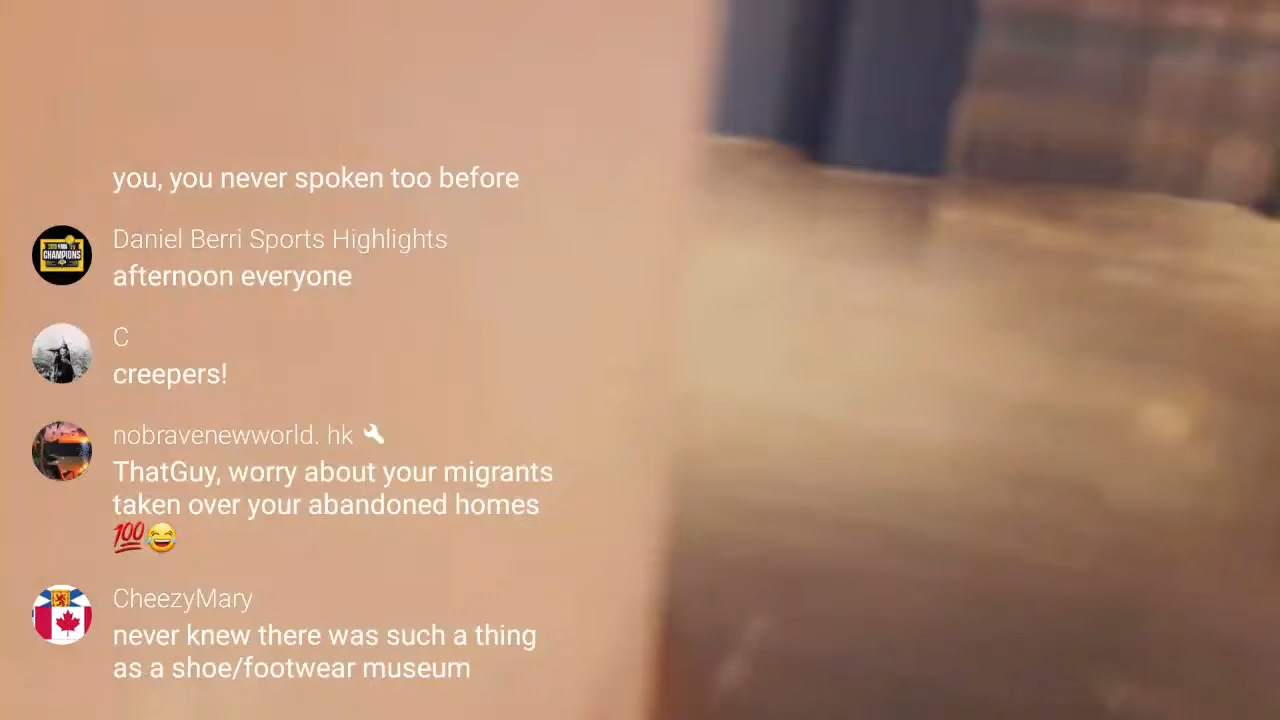 you, you never spoken too before
Daniel Berri Sports Highlights
CHAMPIONS
afternoon everyone
C
creepers!
nobravenewworld. hk
ThatGuy, worry about your migrants
taken over your abandoned homes
💯😂
CheezyMary
never knew there was such a thing
as a shoe/footwear museum